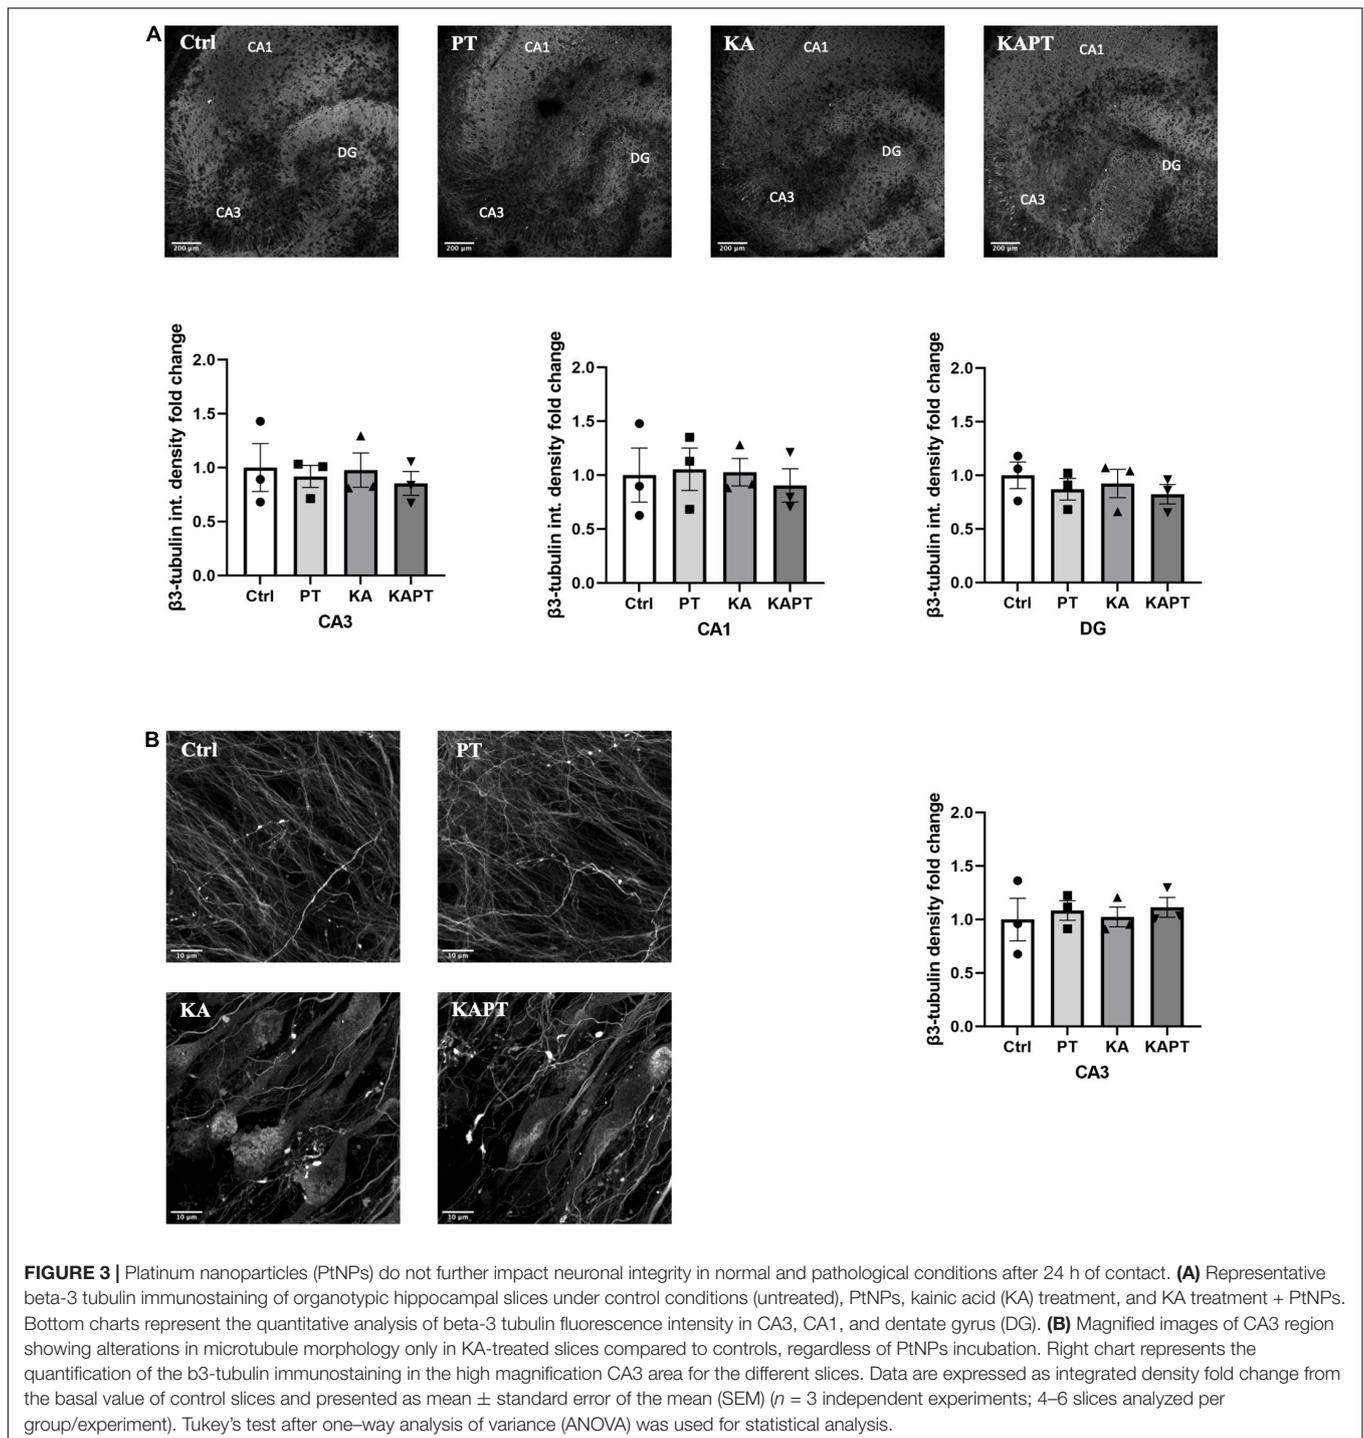 A
Ctrl
CA1
DG
CA3
200 µm
PT
CA1
DG
CA3
200 µm
KA
CA1
DG
CA3
200 µm
KAPT
CA1
DG
CA3
200 µm
β3-tubulin int. density fold change
2.0
1.5
1.0
0.5
0.0
Ctrl PT KA KAPT
CA3
β3-tubulin int. density fold change
2.0
1.5
1.0
0.5
0.0
Ctrl PT KA KAPT
CA1
β3-tubulin int. density fold change
2.0
1.5
1.0
0.5
0.0
Ctrl PT KA KAPT
DG
B
Ctrl
10 µm
PT
10 µm
KA
10 µm
KAPT
10 µm
β3-tubulin density fold change
2.0
1.5
1.0
0.5
0.0
Ctrl PT KA KAPT
CA3
FIGURE 3 | Platinum nanoparticles (PtNPs) do not further impact neuronal integrity in normal and pathological conditions after 24 h of contact. (A) Representative
beta-3 tubulin immunostaining of organotypic hippocampal slices under control conditions (untreated), PtNPs, kainic acid (KA) treatment, and KA treatment + PtNPs.
Bottom charts represent the quantitative analysis of beta-3 tubulin fluorescence intensity in CA3, CA1, and dentate gyrus (DG). (B) Magnified images of CA3 region
showing alterations in microtubule morphology only in KA-treated slices compared to controls, regardless of PtNPs incubation. Right chart represents the
quantification of the b3-tubulin immunostaining in the high magnification CA3 area for the different slices. Data are expressed as integrated density fold change from
the basal value of control slices and presented as mean ± standard error of the mean (SEM) (n = 3 independent experiments; 4–6 slices analyzed per
group/experiment). Tukey's test after one–way analysis of variance (ANOVA) was used for statistical analysis.